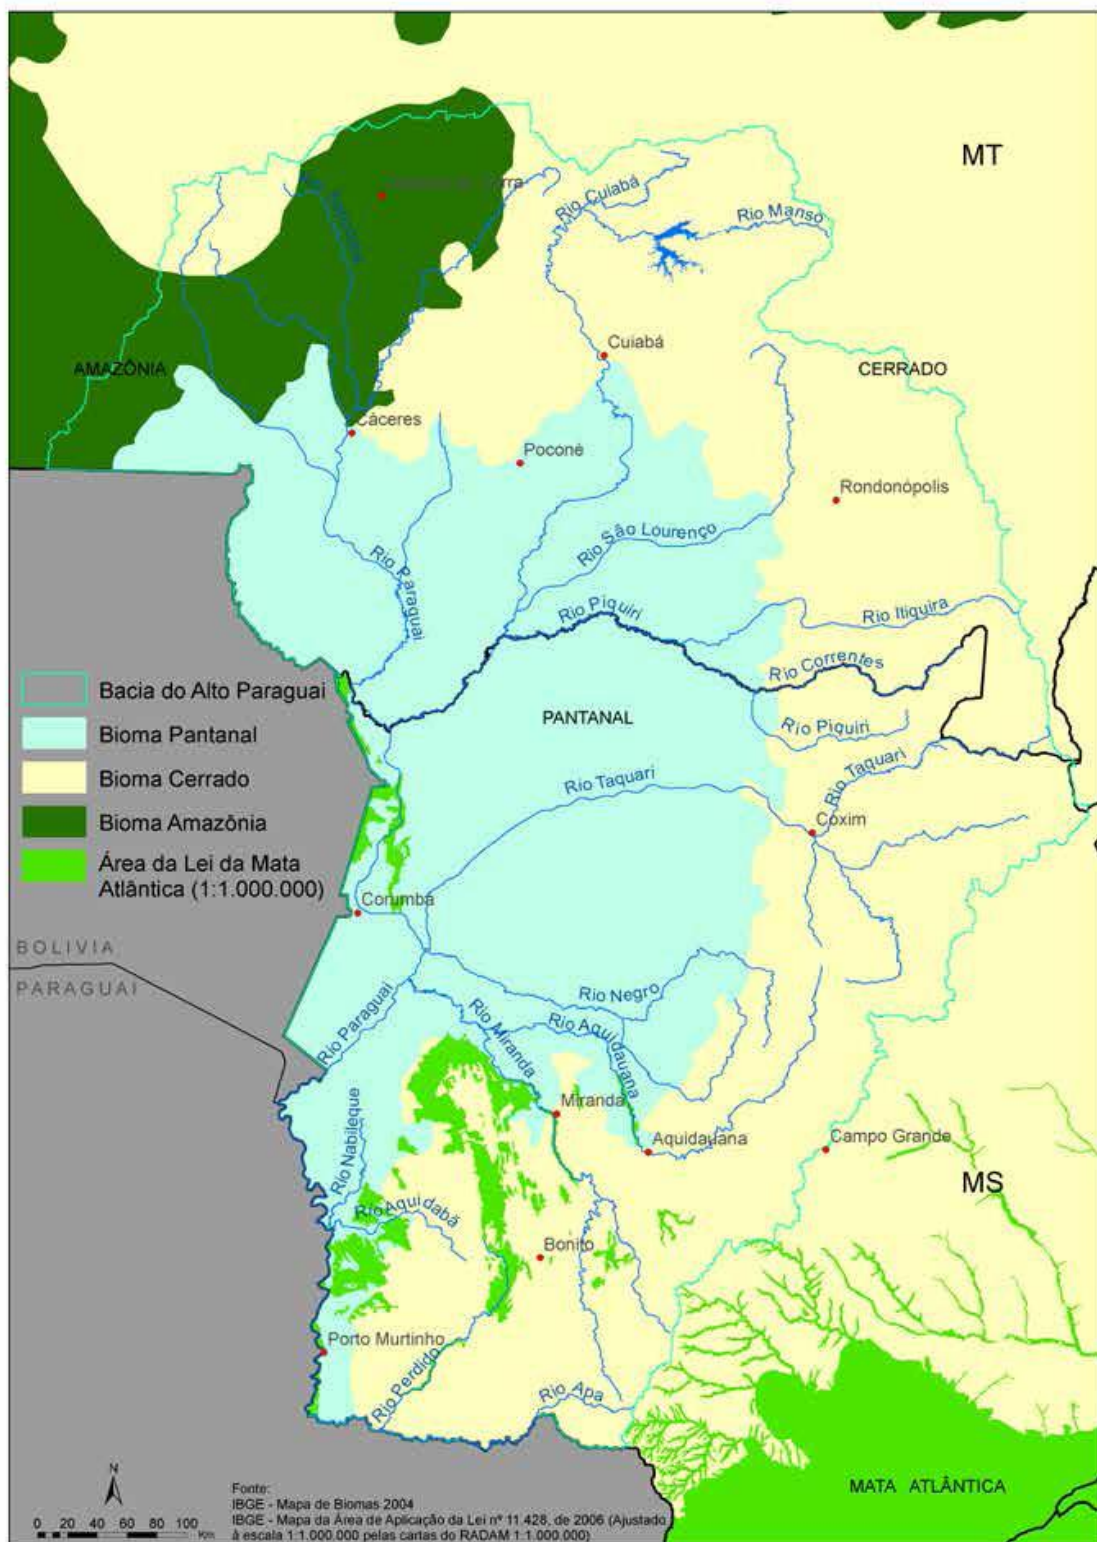 MT
Rio Cuiabá
Rio Manso
Cuiabá
AMAZÔNIA
CERRADO
Cáceres
Poconé
Rondonópolis
Rio São Lourenço
Rio Paraguai
Rio Piquiri
Rio Itiquira
Rio Correntes
Bacia do Alto Paraguai
Bioma Pantanal
Bioma Cerrado
Bioma Amazônia
Área da Lei da Mata
Atlântica (1:1.000.000)
PANTANAL
Rio Piquiri
Rio Taquari
Rio Taquari
Coxim
Corumbá
BOLIVIA
PARAGUAI
Rio Negro
Rio Paraguai
Rio Miranda
Rio Aquidauana
Miranda
Aquidauana
Campo Grande
MS
Rio Nabileque
Rio Aquidabã
Bonito
Porto Murtinho
Rio Perdido
Rio Apa
MATA ATLÂNTICA
N
0 20 40 60 80 100
Km
Fonte:
IBGE - Mapa de Biomas 2004
IBGE - Mapa da Área de Aplicação da Lei nº 11.428, de 2006 (Ajustado
à escala 1:1.000.000 pelas cartas do RADAM 1:1.000.000)